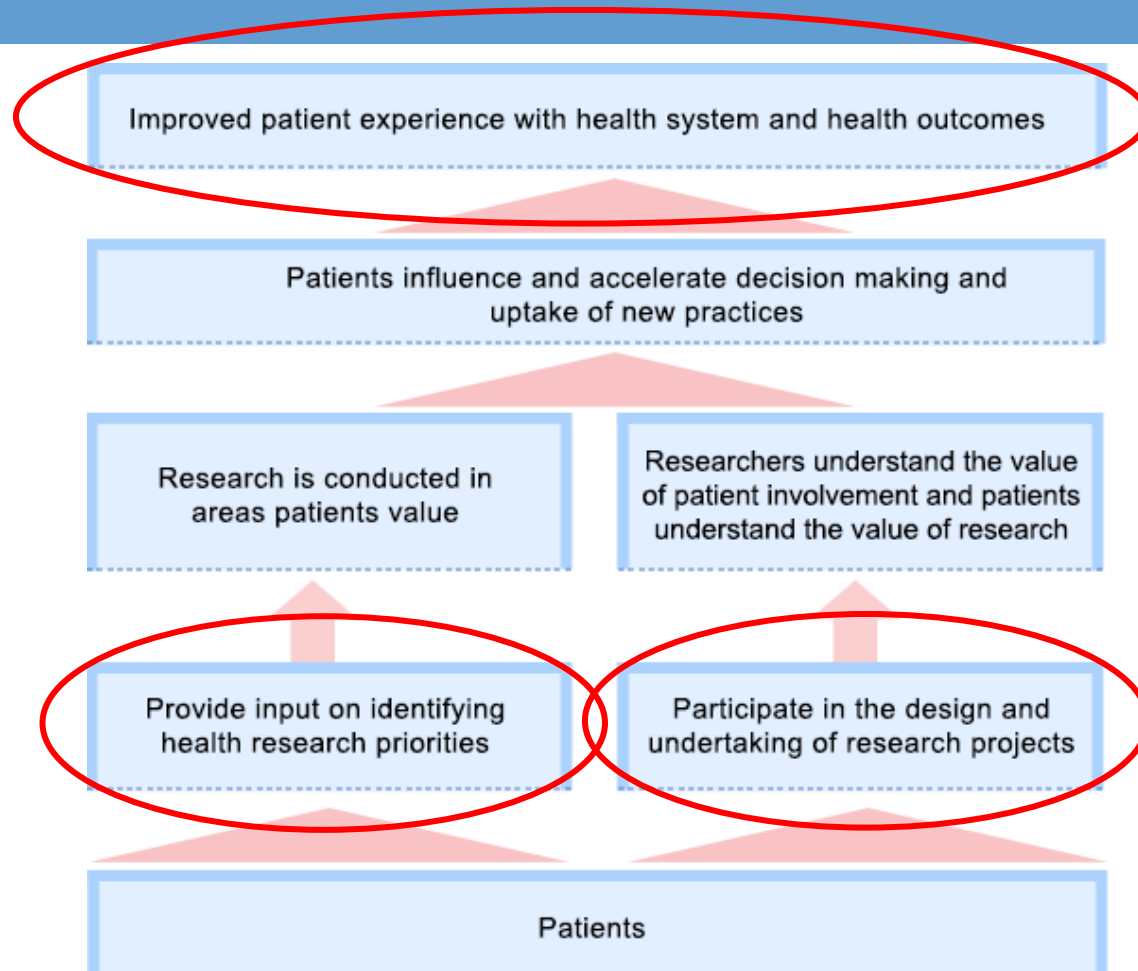 Improved patient experience with health system and health outcomes
Patients influence and accelerate decision making and
uptake of new practices
Research is conducted in
areas patients value
Researchers understand the value
of patient involvement and patients
understand the value of research
Provide input on identifying
health research priorities
Participate in the design and
undertaking of research projects
Patients